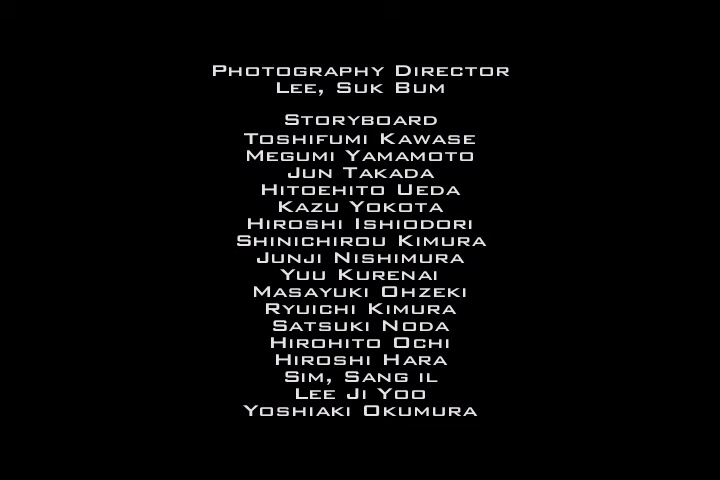 Photography Director
Lee, Suk Bum
Storyboard
Toshifumi Kawase
Megumi Yamamoto
Jun Takada
Hitoehito Ueda
Kazu Yokota
Hiroshi Ishiodori
Shinichirou Kimura
Junji Nishimura
Yuu Kurenai
Masayuki Ohzeki
Ryuichi Kimura
Satsuki Noda
Hirohito Ochi
Hiroshi Hara
Sim, Sang il
Lee Ji Yoo
Yoshiaki Okumura